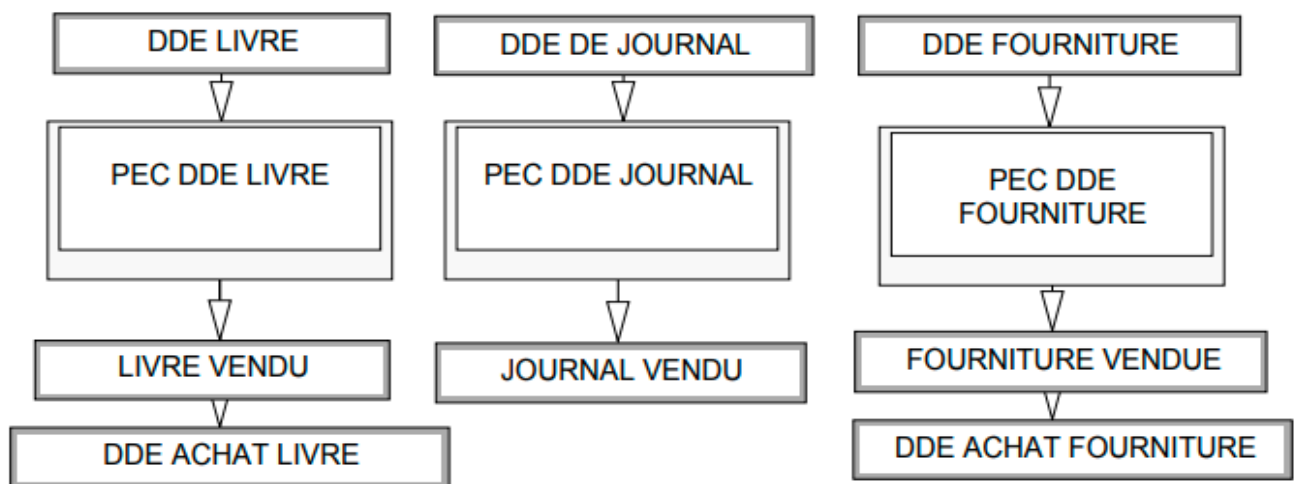 DDE LIVRE
DDE DE JOURNAL
DDE FOURNITURE
PEC DDE LIVRE
PEC DDE JOURNAL
PEC DDE
FOURNITURE
LIVRE VENDU
JOURNAL VENDU
FOURNITURE VENDUE
DDE ACHAT LIVRE
DDE ACHAT FOURNITURE